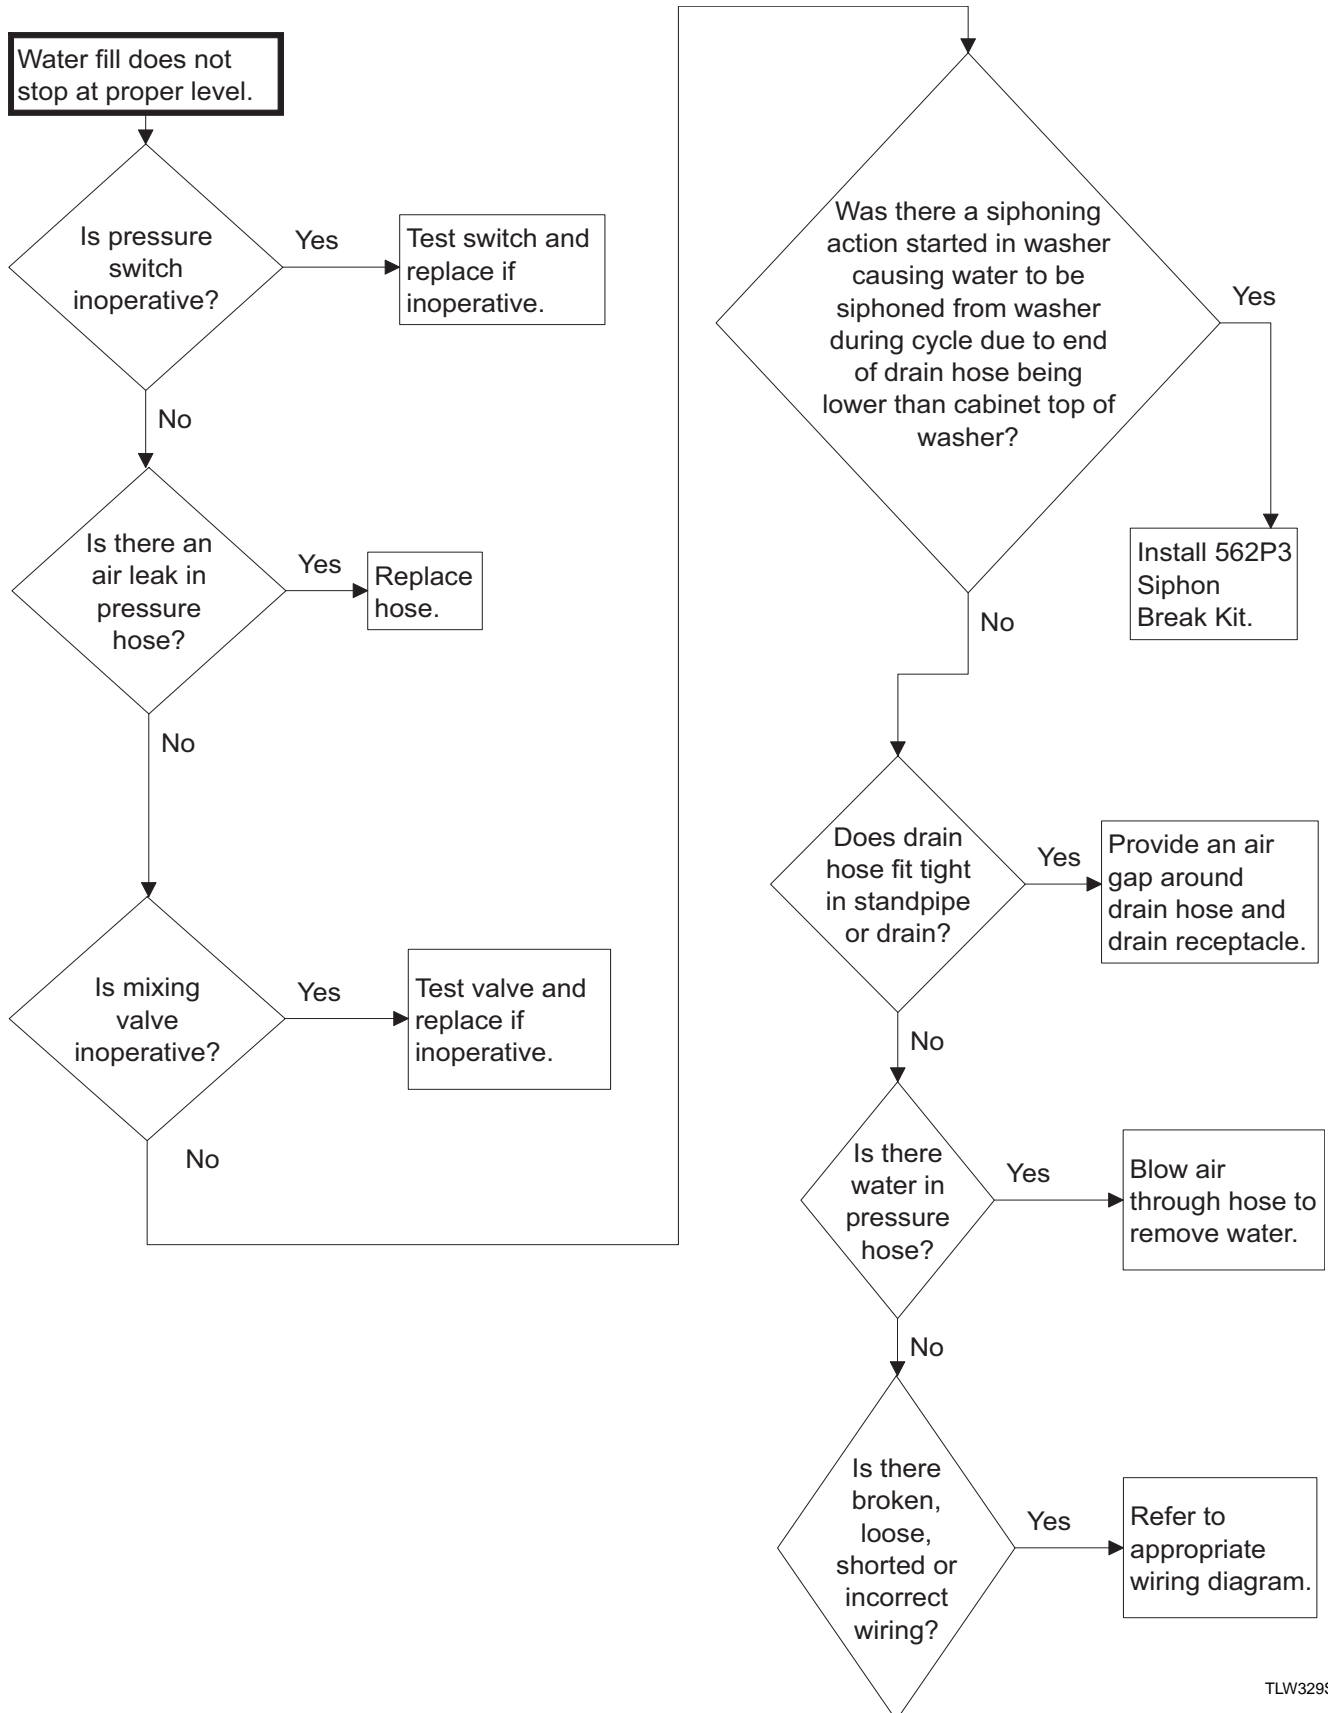 Water fill does not
stop at proper level.
Is pressure
switch
inoperative?
Yes
Test switch and
replace if
inoperative.
No
Is there an
air leak in
pressure
hose?
Yes
Replace
hose.
No
Is mixing
valve
inoperative?
Yes
Test valve and
replace if
inoperative.
No
Was there a siphoning
action started in washer
causing water to be
siphoned from washer
during cycle due to end
of drain hose being
lower than cabinet top of
washer?
Yes
Install 562P3
Siphon
Break Kit.
No
Does drain
hose fit tight
in standpipe
or drain?
Yes
Provide an air
gap around
drain hose and
drain receptacle.
No
Is there
water in
pressure
hose?
Yes
Blow air
through hose to
remove water.
No
Is there
broken,
loose,
shorted or
incorrect
wiring?
Yes
Refer to
appropriate
wiring diagram.
TLW329S